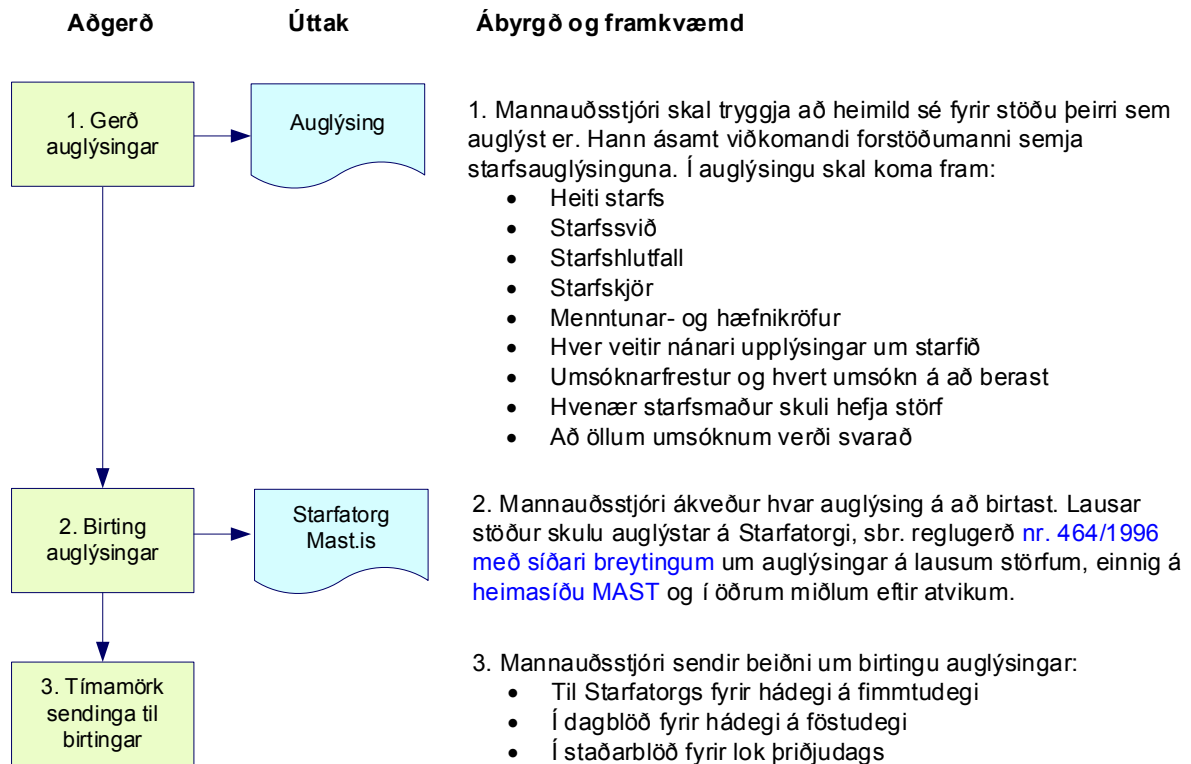 Aðgerð
Úttak
Ábyrgð og framkvæmd
1. Gerð
auglýsingar
Auglýsing
1. Mannauðsstjóri skal tryggja að heimild sé fyrir stöðu þeirri sem
auglýst er. Hann ásamt viðkomandi forstöðumanni semja
starfsauglýsinguna. Í auglýsingu skal koma fram:
• Heiti starfs
• Starfssvið
• Starfshlutfall
• Starfskjör
• Menntunar- og hæfnikröfur
• Hver veitir nánari upplýsingar um starfið
• Umsóknarfrestur og hvert umsókn á að berast
• Hvenær starfsmaður skuli hefja störf
• Að öllum umsóknum verði svarað
2. Birting
auglýsingar
Starfatorg
Mast.is
2. Mannauðsstjóri ákveður hvar auglýsing á að birtast. Lausar
stöður skulu auglýstar á Starfatorgi, sbr. reglugerð nr. 464/1996
með síðari breytingum um auglýsingar á lausum störfum, einnig á
heimasíðu MAST og í öðrum miðlum eftir atvikum.
3. Tímamörk
sendinga til
birtingar
3. Mannauðsstjóri sendir beiðni um birtingu auglýsingar:
• Til Starfatorgs fyrir hádegi á fimmtudegi
• Í dagblöð fyrir hádegi á föstudegi
• Í staðarblöð fyrir lok þriðjudags